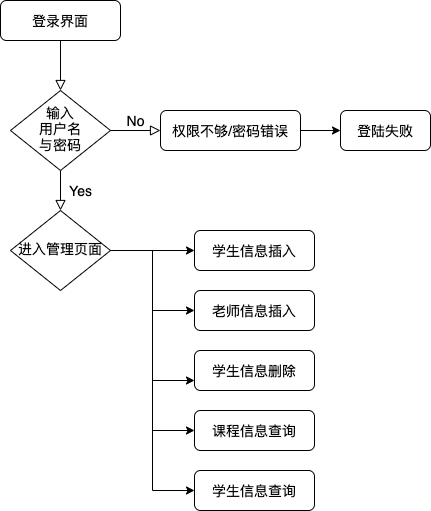 登录界面
输入
用户名
与密码
No
权限不够/密码错误
登陆失败
Yes
进入管理页面
学生信息插入
老师信息插入
学生信息删除
课程信息查询
学生信息查询